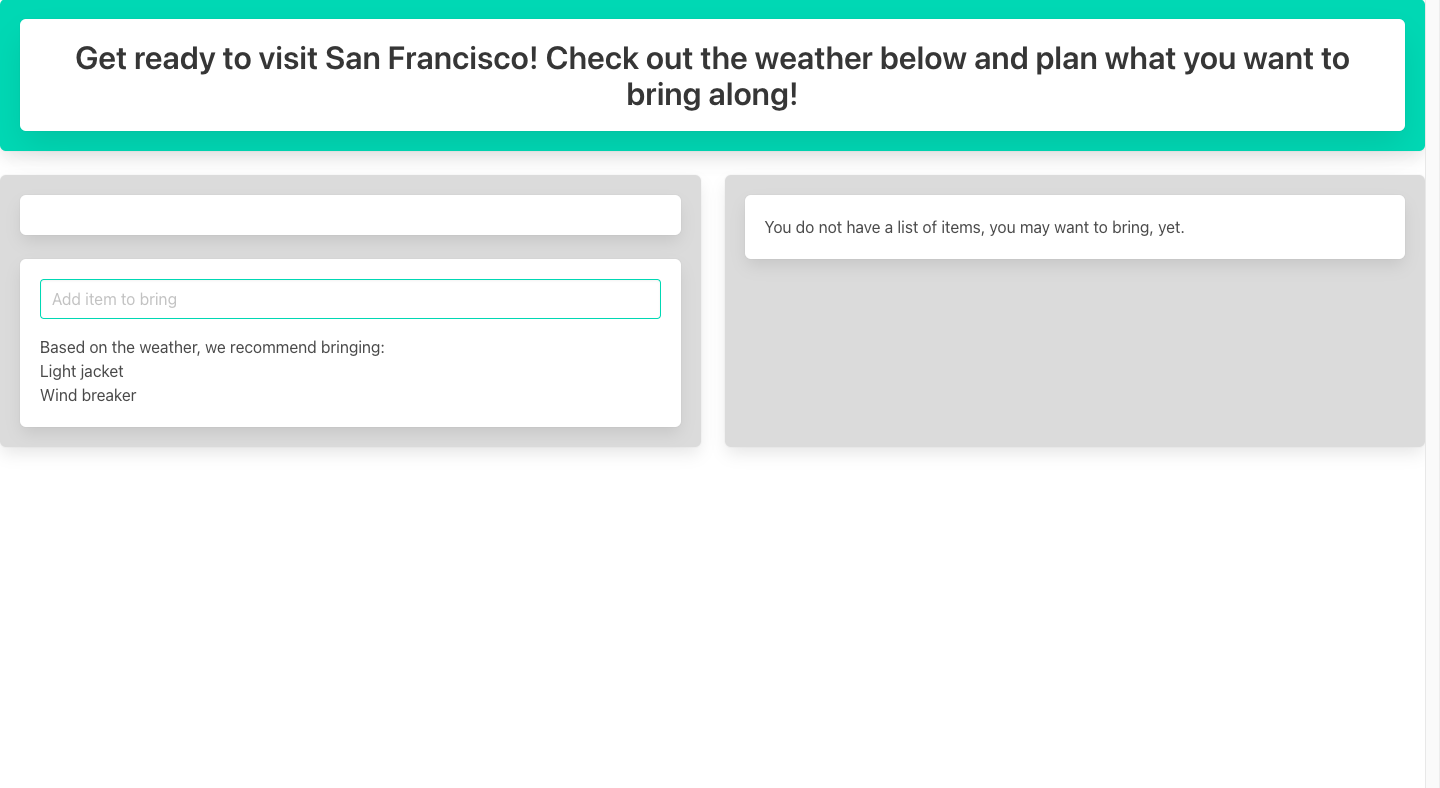 Get ready to visit San Francisco! Check out the weather below and plan what you want to
bring along!
Add item to bring
Based on the weather, we recommend bringing:
Light jacket
Wind breaker
You do not have a list of items, you may want to bring, yet.